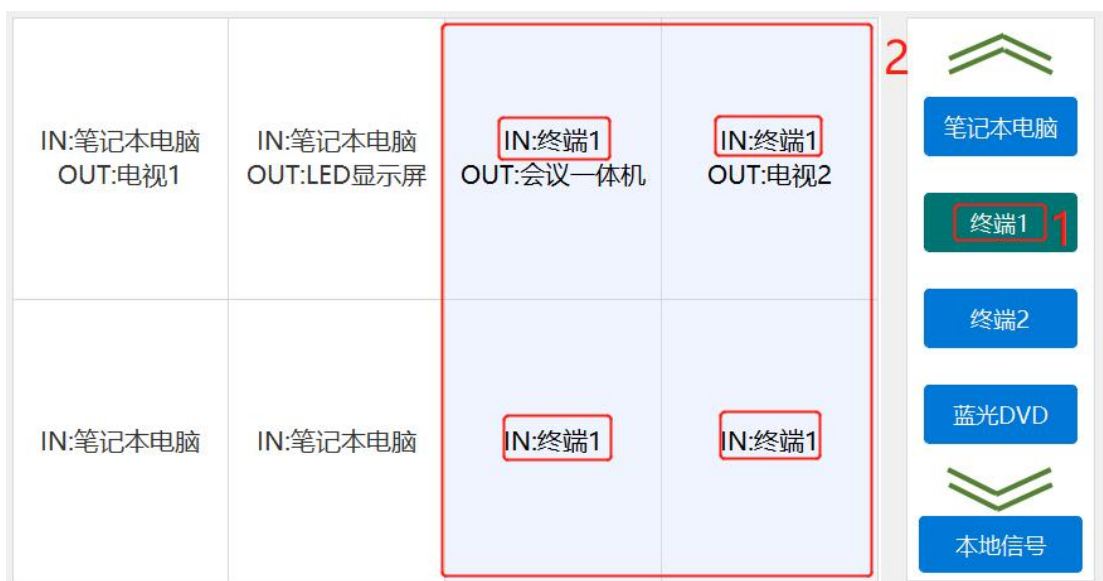 IN:笔记本电脑
OUT:电视1
IN:笔记本电脑
OUT:LED显示屏
IN:终端1
OUT:会议一体机
IN:终端1
OUT:电视2
2
IN:笔记本电脑
IN:笔记本电脑
IN:终端1
IN:终端1
笔记本电脑
终端1
1
终端2
蓝光DVD
本地信号